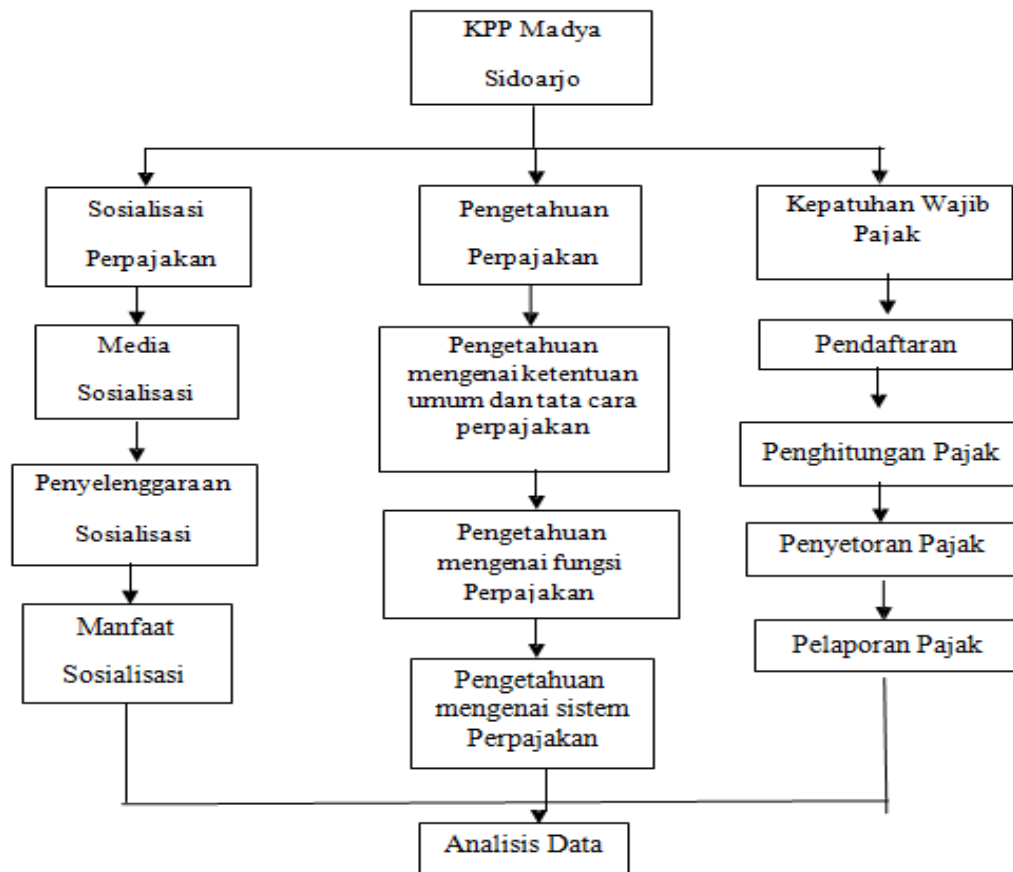 KPP Madya
Sidoarjo
Sosialisasi
Perpajakan
Media
Sosialisasi
Penyelenggaraan
Sosialisasi
Manfaat
Sosialisasi
Pengetahuan
Perpajakan
Pengetahuan
mengenai ketentuan
umum dan tata cara
perpajakan
Pengetahuan
mengenai fungsi
Perpajakan
Pengetahuan
mengenai sistem
Perpajakan
Kepatuhan Wajib
Pajak
Pendaftaran
Penghitungan Pajak
Penyetoran Pajak
Pelaporan Pajak
Analisis Data